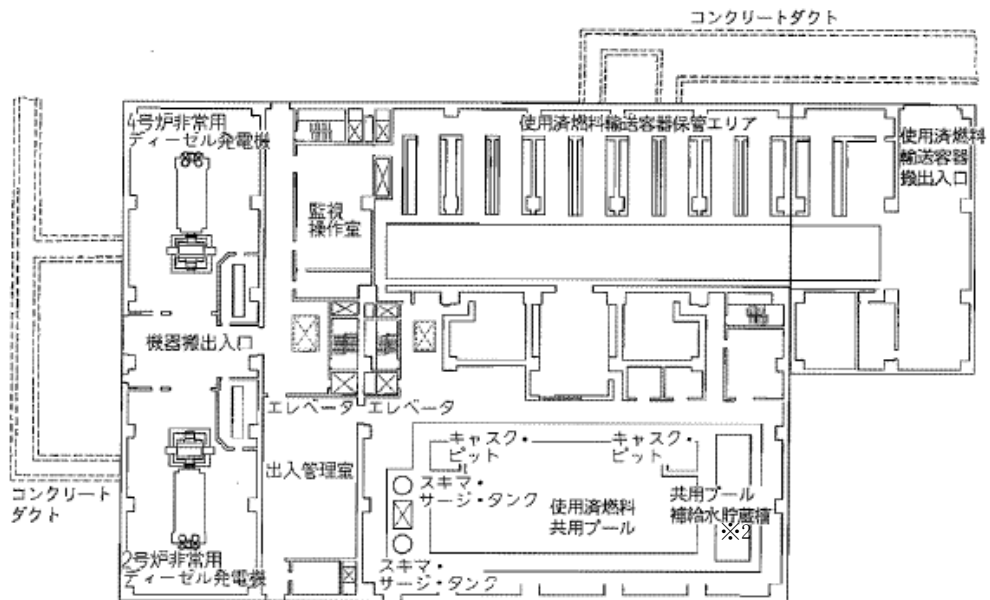 コンクリートダクト
4号炉非常用
ディーゼル発電機
使用済燃料輸送容器保管エリア
使用済燃料
輸送容器
搬出入口
監視
操作室
機器搬出入口
エレベータ
エレベータ
キャスク・
ピット
キャスク・
ピット
出入管理室
スキマ・
サージ・タンク
使用済燃料
共用プール
共用プール
補給水貯蔵槽
※2
コンクリート
ダクト
2号炉非常用
ディーゼル発電機
スキマ・
サージ・タンク